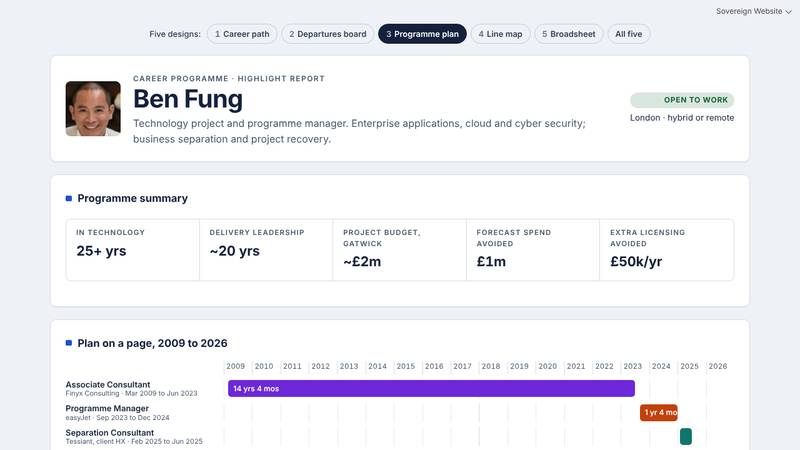 Sovereign Website
Five designs: 1 Career path 2 Departures board 3 Programme plan 4 Line map 5 Broadsheet All five
CAREER PROGRAMME · HIGHLIGHT REPORT
Ben Fung
Technology project and programme manager. Enterprise applications, cloud and cyber security;
business separation and project recovery.
OPEN TO WORK
London · hybrid or remote
Programme summary
IN TECHNOLOGY
25+ yrs
DELIVERY LEADERSHIP
~20 yrs
PROJECT BUDGET,
GATWICK
~£2m
FORECAST SPEND
AVOIDED
£1m
EXTRA LICENSING
AVOIDED
£50k/yr
Plan on a page, 2009 to 2026
2009 2010 2011 2012 2013 2014 2015 2016 2017 2018 2019 2020 2021 2022 2023 2024 2025 2026
Associate Consultant
Finyx Consulting · Mar 2009 to Jun 2023
14 yrs 4 mos
Programme Manager
easyJet · Sep 2023 to Dec 2024
1 yr 4 mo
Separation Consultant
Tessiant, client HX · Feb 2025 to Jun 2025